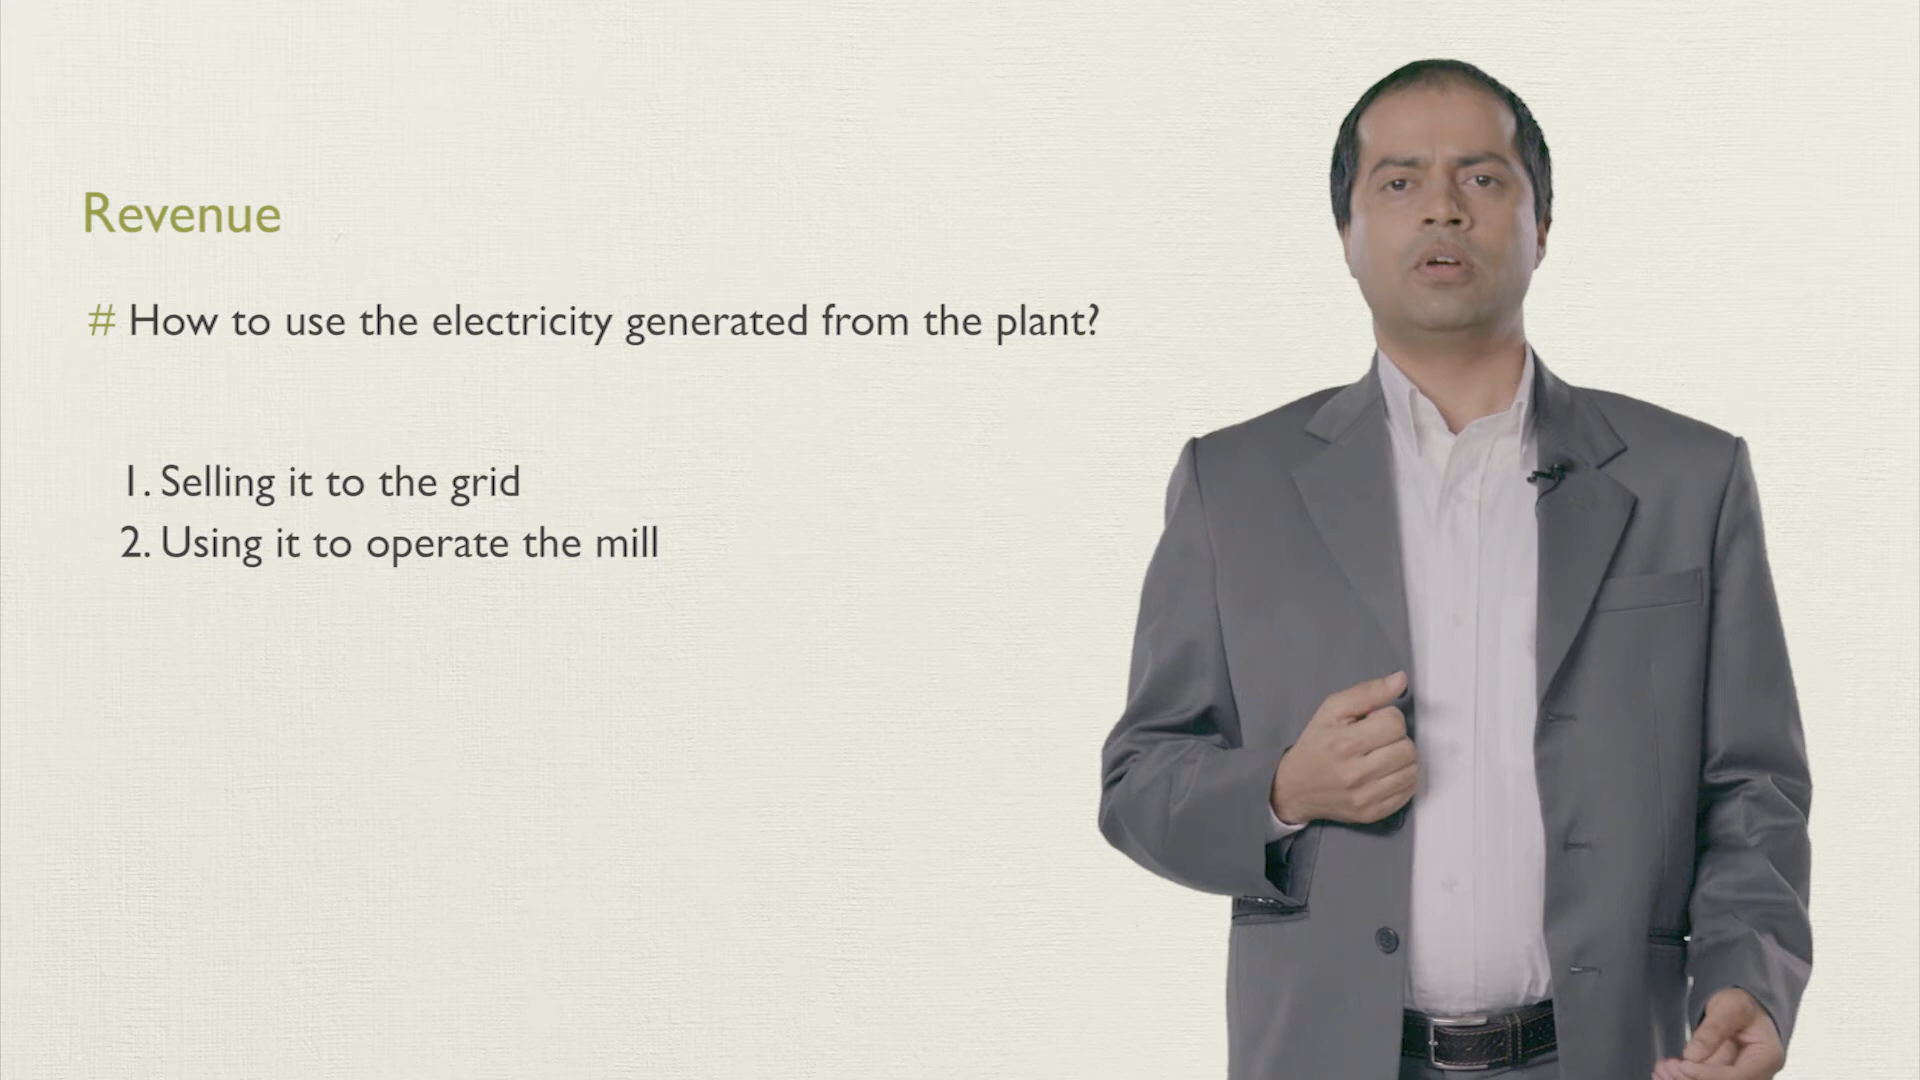 Revenue
# How to use the electricity generated from the plant?
1. Selling it to the grid
2. Using it to operate the mill